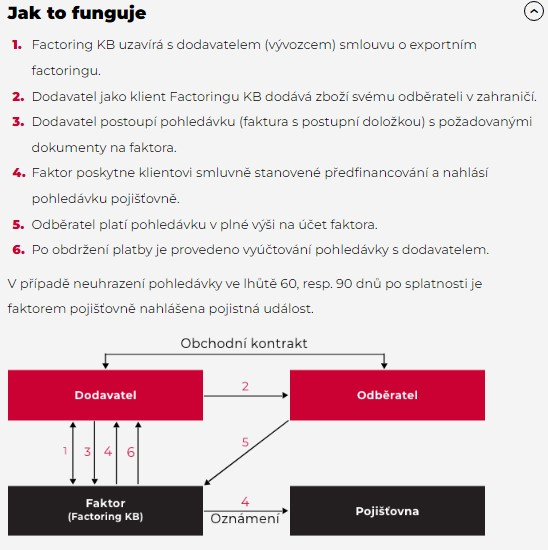 Jak to funguje
1. Factoring KB uzavírá s dodavatelem (vývozcem) smlouvu o exportním
factoringu.
2. Dodavatel jako klient Factoringu KB dodává zboží svému odběrateli v zahraničí.
3. Dodavatel postoupí pohledávku (faktura s postupní doložkou) s požadovanými
dokumenty na faktora.
4. Faktor poskytne klientovi smluvně stanovené předfinancování a nahlásí
pohledávku pojišťovně.
5. Odběratel platí pohledávku v plné výši na účet faktora.
6. Po obdržení platby je provedeno vyúčtování pohledávky s dodavatelem.
V případě neuhrazení pohledávky ve lhůtě 60, resp. 90 dnů po splatnosti je
faktorem pojišťovně nahlášena pojistná událost.
Obchodní kontrakt
Dodavatel
2
Odběratel
1
3
4
6
5
Faktor
(Factoring KB)
4
Oznámení
Pojišťovna